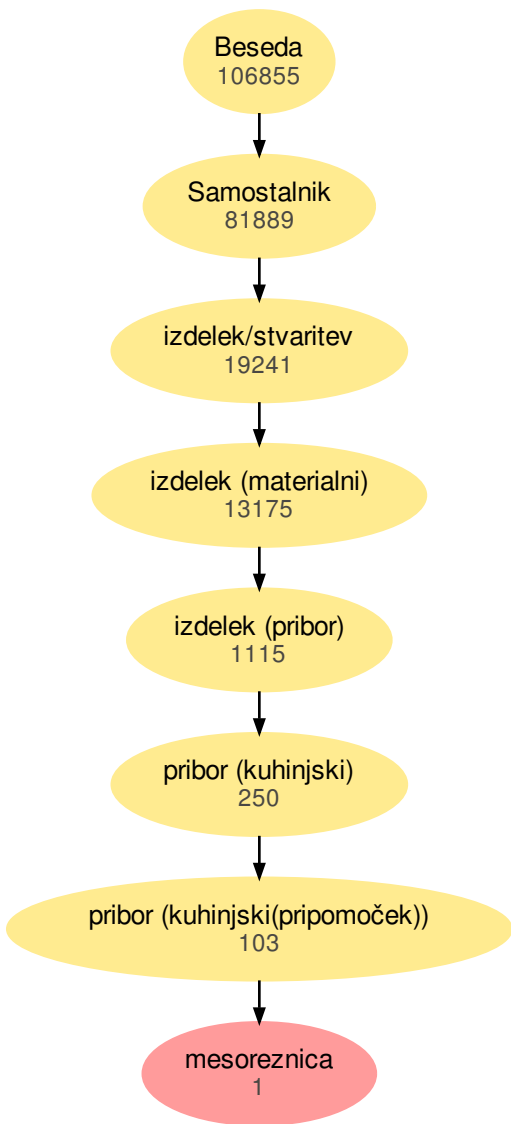 Beseda
106855
Samostalnik
81889
izdelek/stvaritev
19241
izdelek (materialni)
13175
izdelek (pribor)
1115
pribor (kuhinjski)
250
pribor (kuhinjski(pripomoček))
103
mesoreznica
1